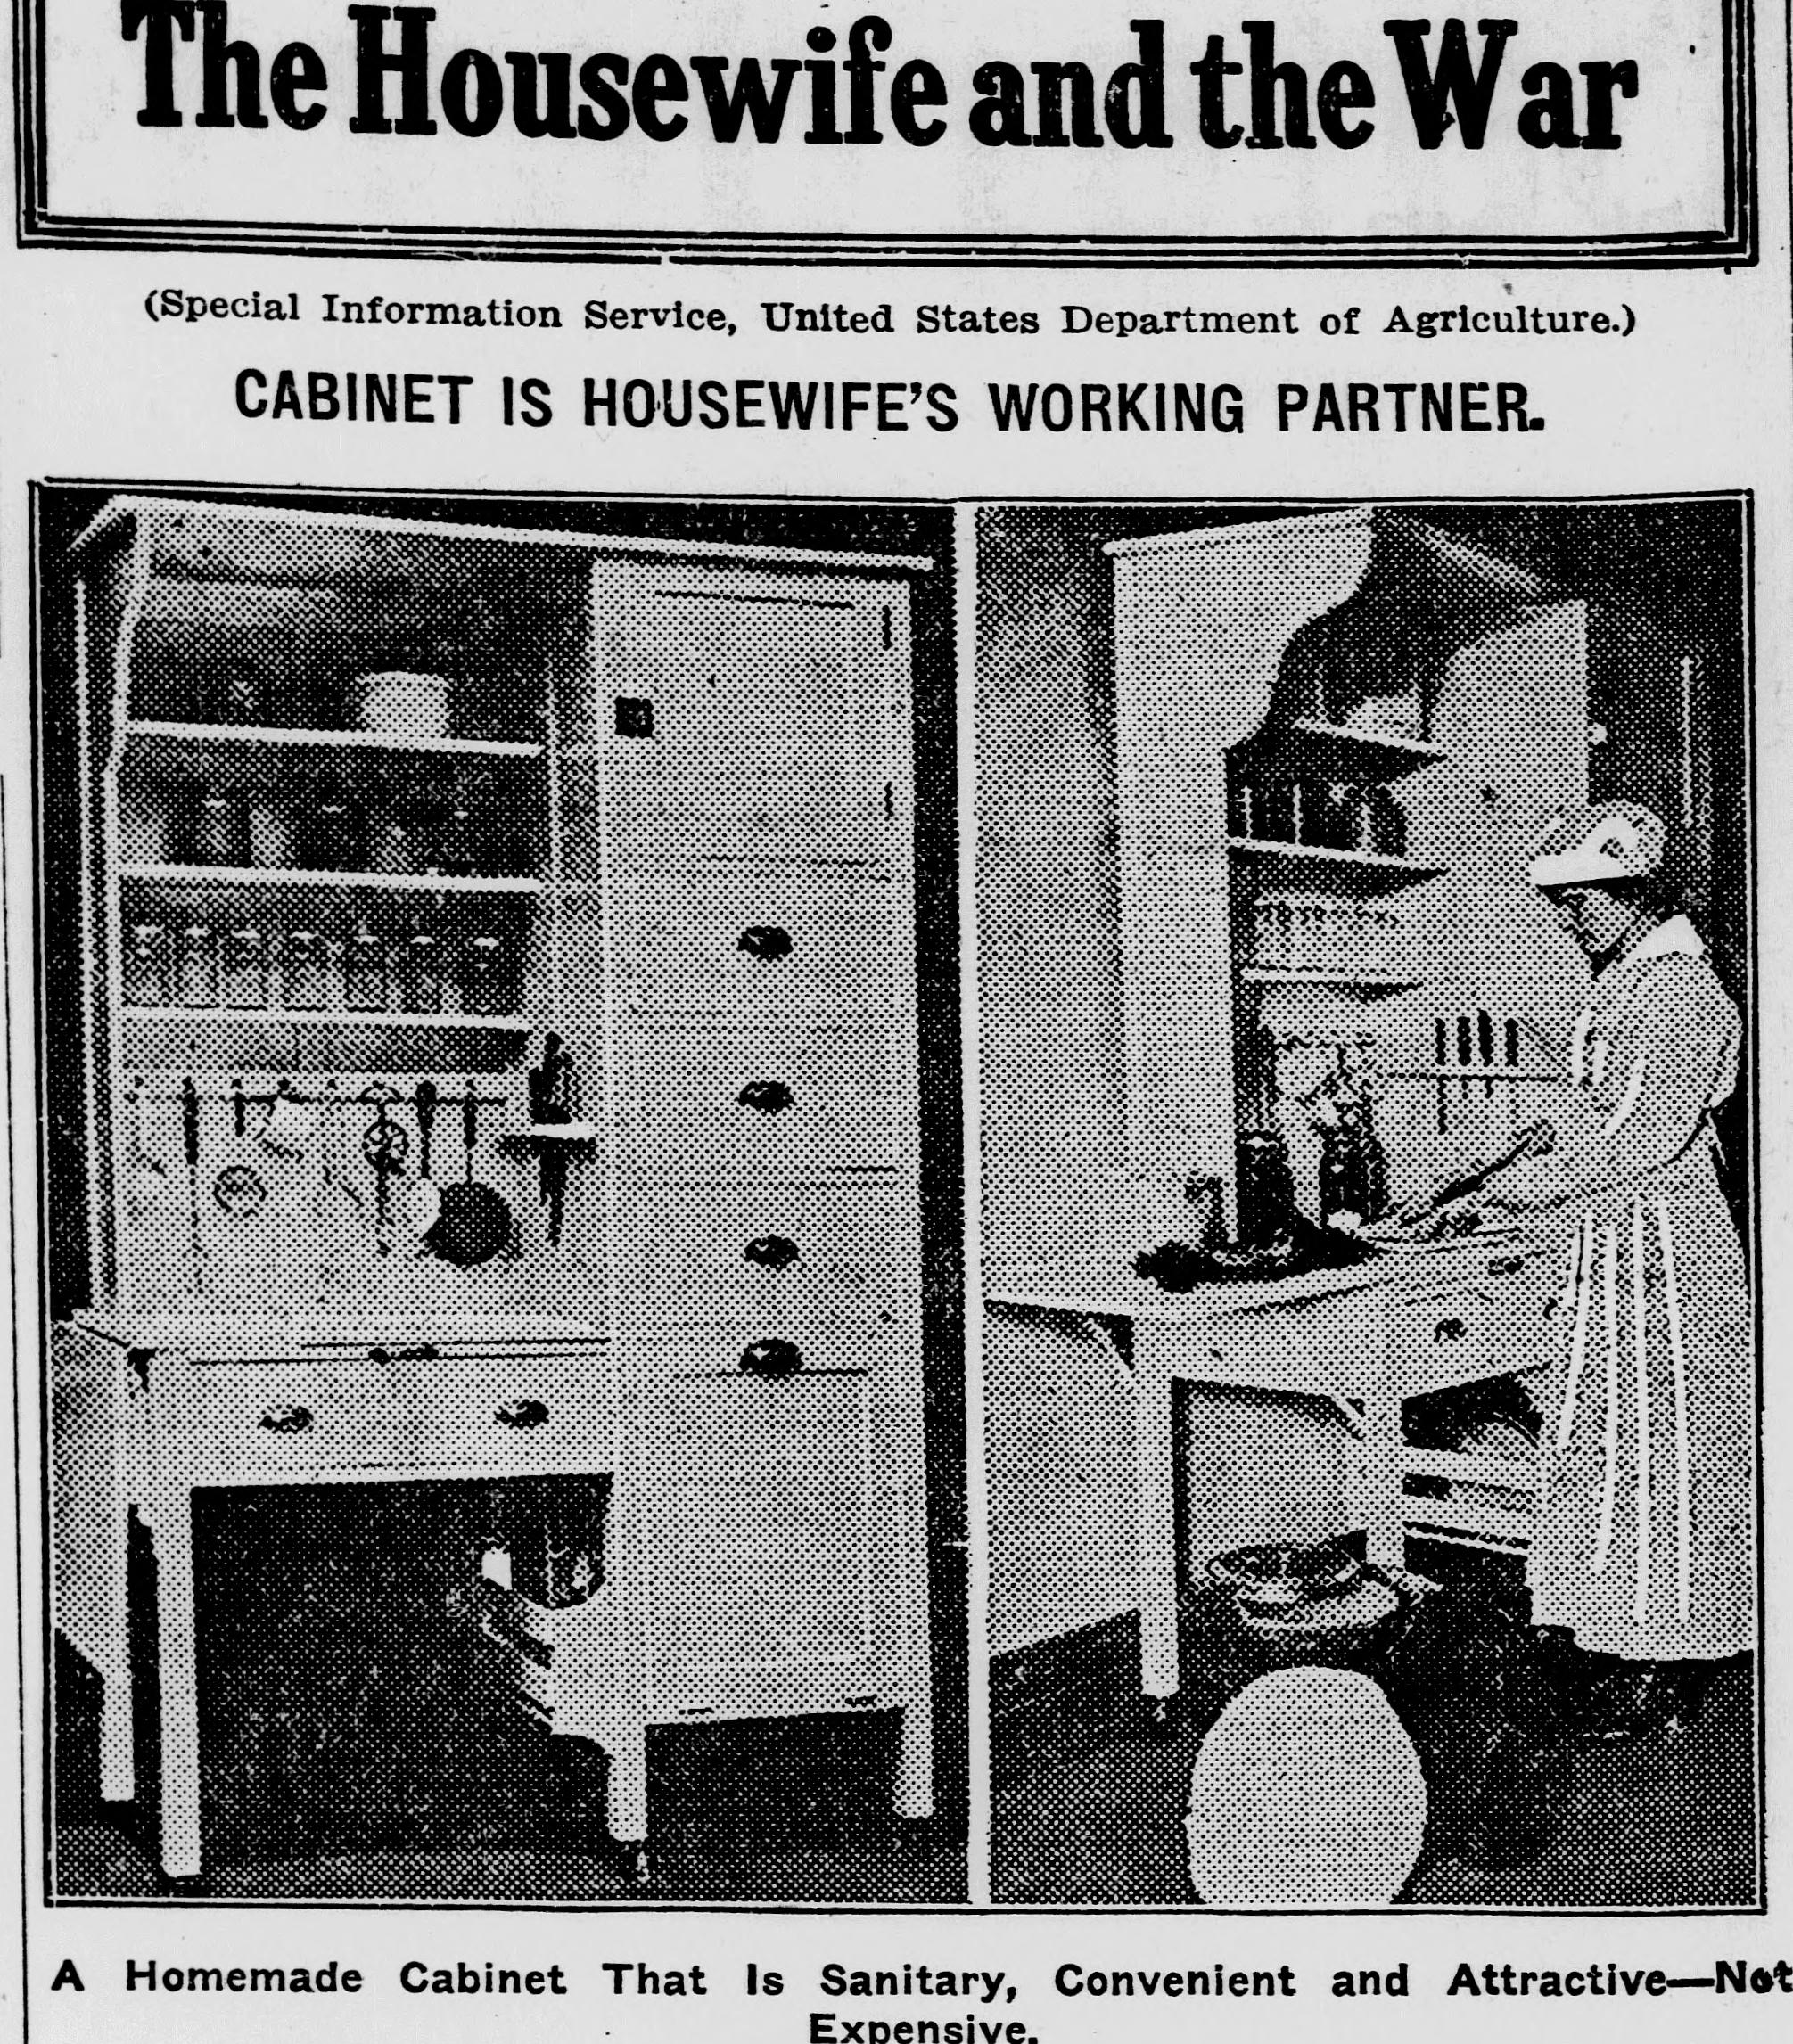 The Housewife and the War
(Special Information Service, United States Department of Agriculture.)
CABINET IS HOUSEWIFE'S WORKING PARTNER.
A Homemade Cabinet That Is Sanitary, Convenient and Attractive—Not
Expensive.